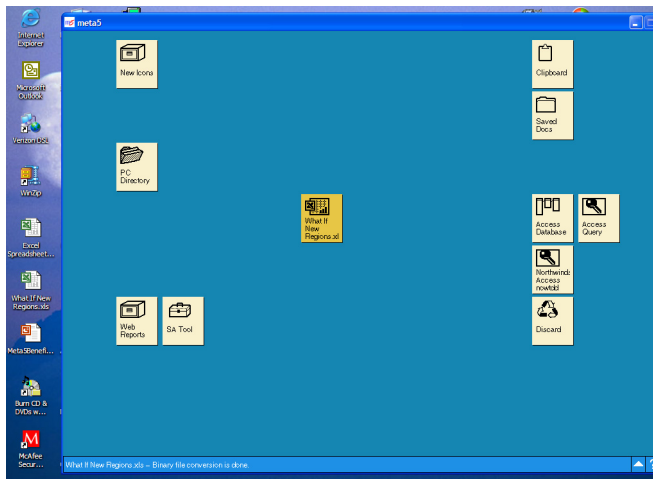 Internet
Explorer
Microsoft
Outlook
Verizon DSL
WinZip
Excel
Spreadsheet...
What If New
Regions.xls
Meta5Benefi...
Burn CD &
DVDs w...
McAfee
Secur...
m5 meta5
New Icons
Clipboard
Saved
Docs
PC
Directory
What If
New
Regions.xl
Access
Database
Access
Query
Northwind:
Access
nowtdd
Web
Reports
SA Tool
Discard
What If New Regions.xls -- Binary file conversion is done.
?